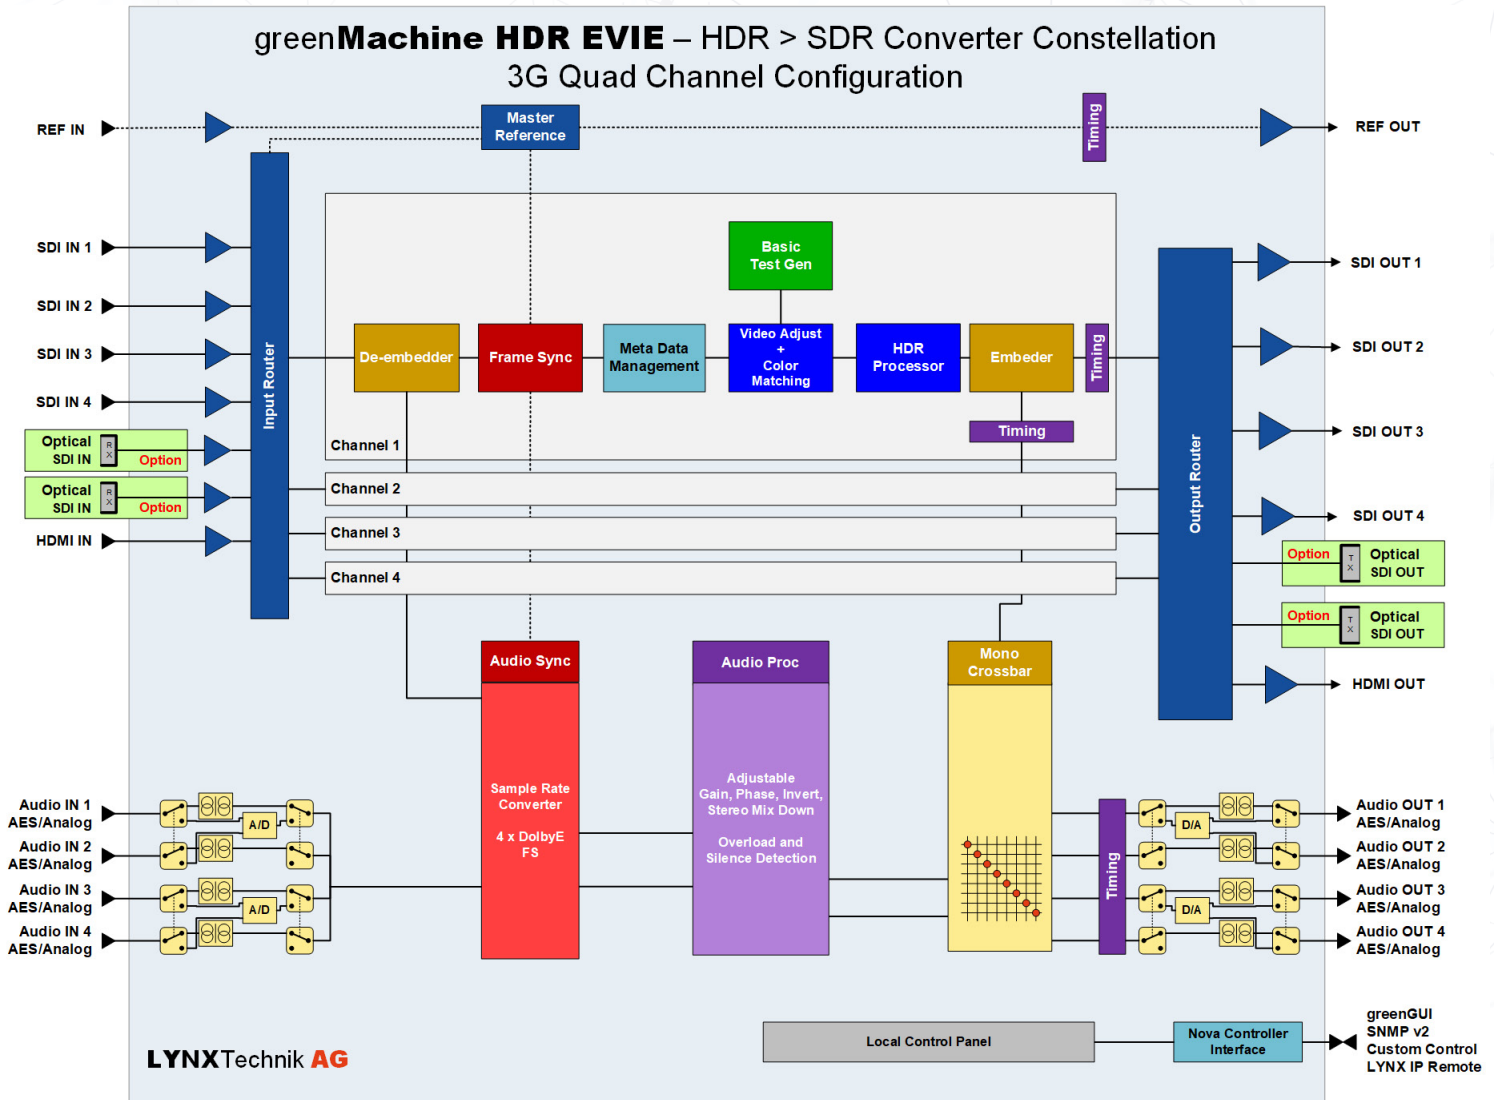 greenMachine HDR EVIE – HDR > SDR Converter Constellation
3G Quad Channel Configuration
REF IN
Master
Reference
Timing
REF OUT
SDI IN 1
SDI IN 2
SDI IN 3
SDI IN 4
Optical
SDI IN
R
X
Option
Optical
SDI IN
R
X
Option
HDMI IN
Input Router
Basic
Test Gen
De-embedder
Frame Sync
Meta Data
Management
Video Adjust
+
Color
Matching
HDR
Processor
Embeder
Timing
Timing
Channel 1
Channel 2
Channel 3
Channel 4
Output Router
SDI OUT 1
SDI OUT 2
SDI OUT 3
SDI OUT 4
Option
T
X
Optical
SDI OUT
Option
T
X
Optical
SDI OUT
HDMI OUT
Audio Sync
Sample Rate
Converter
4 x DolbyE
FS
Audio Proc
Adjustable
Gain, Phase, Invert,
Stereo Mix Down
Overload and
Silence Detection
Mono
Crossbar
Audio IN 1
AES/Analog
Audio IN 2
AES/Analog
Audio IN 3
AES/Analog
Audio IN 4
AES/Analog
A/D
A/D
Timing
D/A
D/A
Audio OUT 1
AES/Analog
Audio OUT 2
AES/Analog
Audio OUT 3
AES/Analog
Audio OUT 4
AES/Analog
Local Control Panel
Nova Controller
Interface
greenGUI
SNMP v2
Custom Control
LYNX IP Remote
LYNXTechnik AG